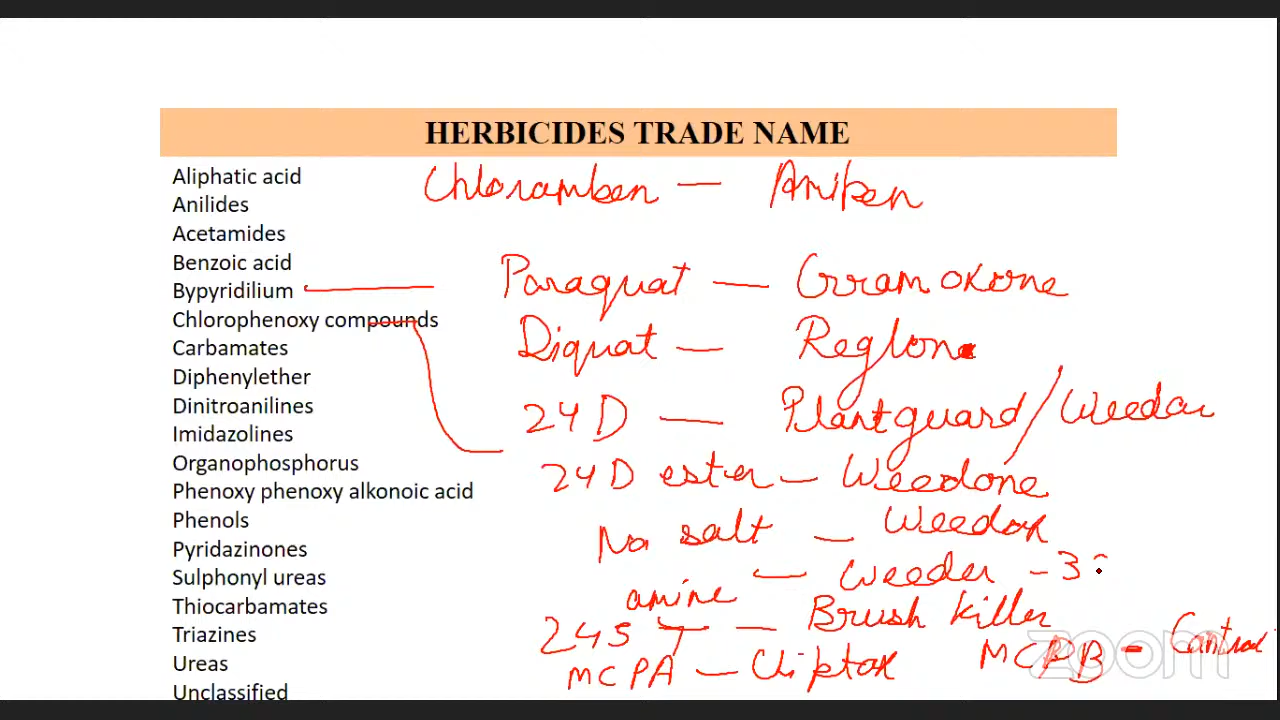 HERBICIDES TRADE NAME
Aliphatic acid
Chloramben — Amiben
Anilides
Acetamides
Benzoic acid
Bypyridilium
Paraquat — Gramoxone
Chlorophenoxy compounds
Diquat — Reglone
Carbamates
Diphenylether
Dinitroanilines
24 D — Plantguard / Weedar
Imidazolines
Organophosphorus
24 D ester — Weedone
Phenoxy phenoxy alkonoic acid
Phenols
Na salt — Weedox
Pyridazinones
Sulphonyl ureas
amine — Weeder - 3
Thiocarbamates
245 T — Brush killer
Triazines
Ureas
MCPA — Chiptox
MCPB -
zoom
Unclassified